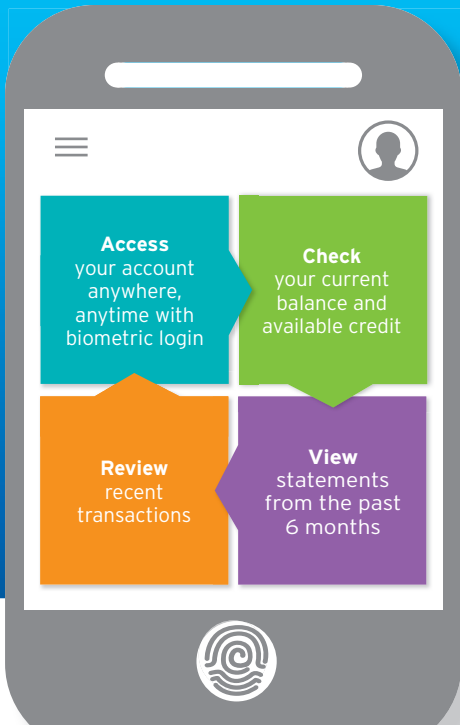 Access
your account
anywhere,
anytime with
biometric login
Check
your current
balance and
available credit
View
statements
from the past
6 months
Review
recent
transactions